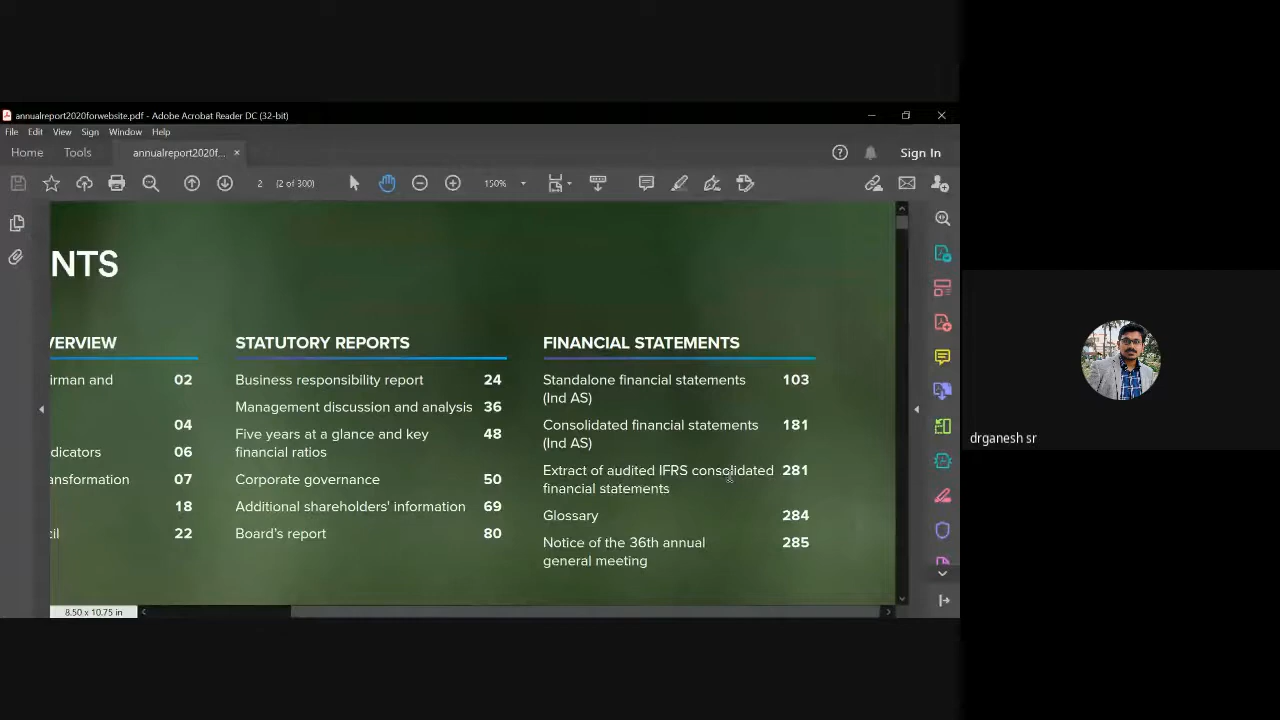 annualreport2020forwebsite.pdf - Adobe Acrobat Reader DC (32-bit)
File Edit View Sign Window Help
Home Tools annualreport2020f... × Sign In
2 (2 of 300) 150%
NTS
VERVIEW
irman and 02
04
dicators 06
ansformation 07
18
cil 22
STATUTORY REPORTS
Business responsibility report 24
Management discussion and analysis 36
Five years at a glance and key 48
financial ratios
Corporate governance 50
Additional shareholders' information 69
Board's report 80
FINANCIAL STATEMENTS
Standalone financial statements 103
(Ind AS)
Consolidated financial statements 181
(Ind AS)
Extract of audited IFRS consolidated 281
financial statements
Glossary 284
Notice of the 36th annual 285
general meeting
8.50 x 10.75 in
drganesh sr